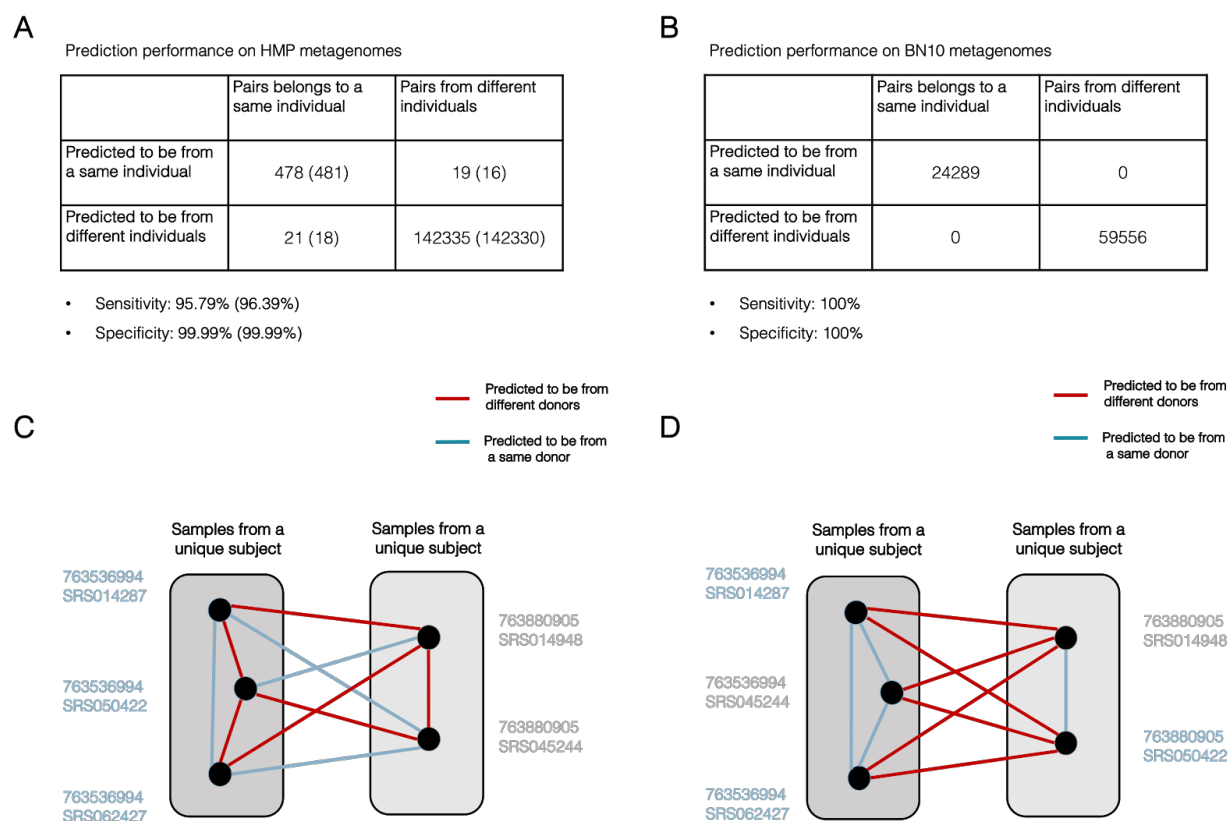 A
Prediction performance on HMP metagenomes
Pairs belongs to a
same individual
Pairs from different
individuals
Predicted to be from
a same individual
478 (481)
19 (16)
Predicted to be from
different individuals
21 (18)
142335 (142330)
• Sensitivity: 95.79% (96.39%)
• Specificity: 99.99% (99.99%)
B
Prediction performance on BN10 metagenomes
Pairs belongs to a
same individual
Pairs from different
individuals
Predicted to be from
a same individual
24289
0
Predicted to be from
different individuals
0
59556
• Sensitivity: 100%
• Specificity: 100%
C
Predicted to be from
different donors
Predicted to be from
a same donor
Samples from a
unique subject
Samples from a
unique subject
763536994
SRS014287
763536994
SRS050422
763536994
SRS062427
763880905
SRS014948
763880905
SRS045244
D
Predicted to be from
different donors
Predicted to be from
a same donor
Samples from a
unique subject
Samples from a
unique subject
763536994
SRS014287
763536994
SRS045244
763536994
SRS062427
763880905
SRS014948
763880905
SRS050422